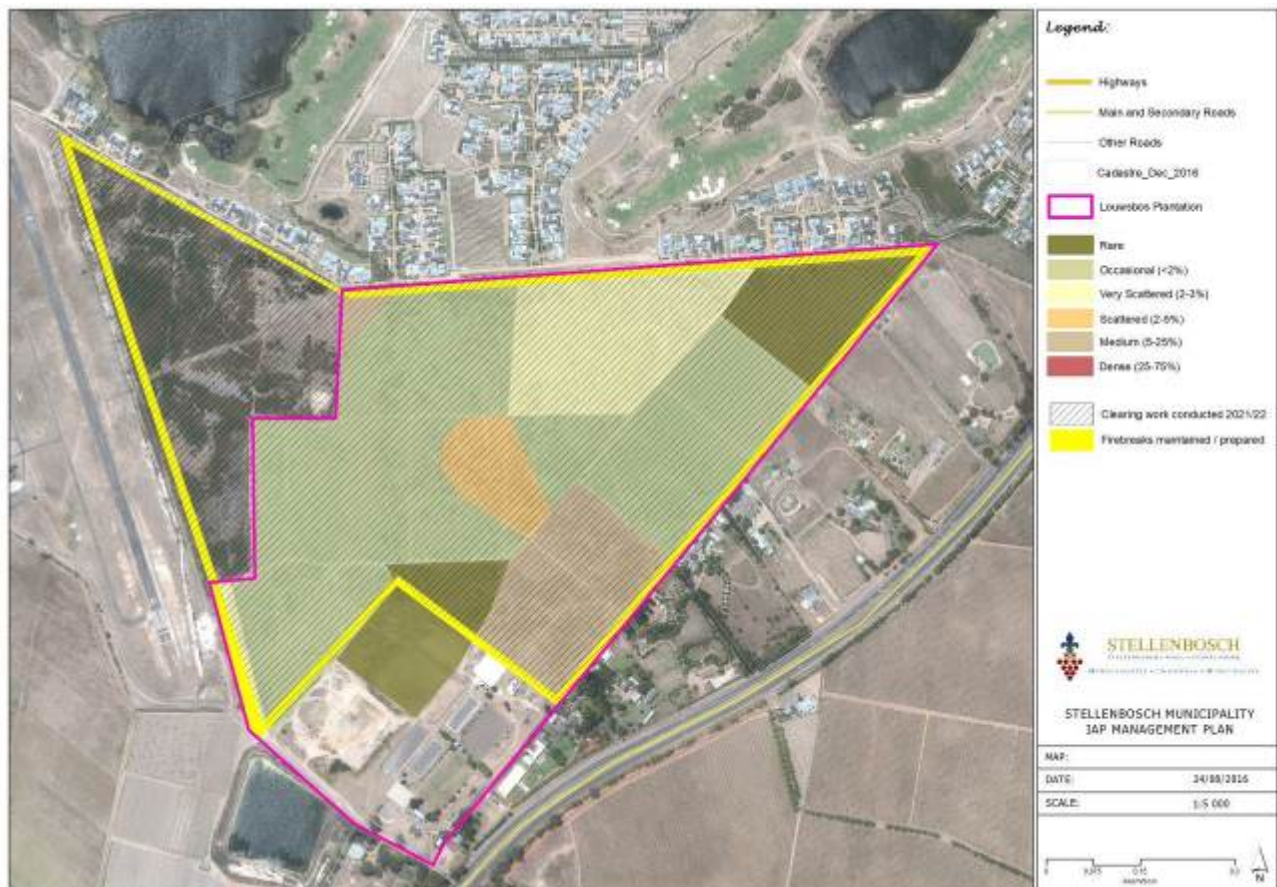 Legend:
Highways
Main and Secondary Roads
Other Roads
Cadastre_Dec_2016
Louwsbos Plantation
Rare
Occasional (<2%)
Very Scattered (2-3%)
Scattered (2-5%)
Medium (5-25%)
Dense (25-75%)
Clearing work conducted 2021/22
Firebreaks maintained / prepared
STELLENBOSCH
STELLENBOSCH MUNICIPALITY
IAP MANAGEMENT PLAN
MAP:
DATE: 24/08/2016
SCALE: 1:5 000
0
N